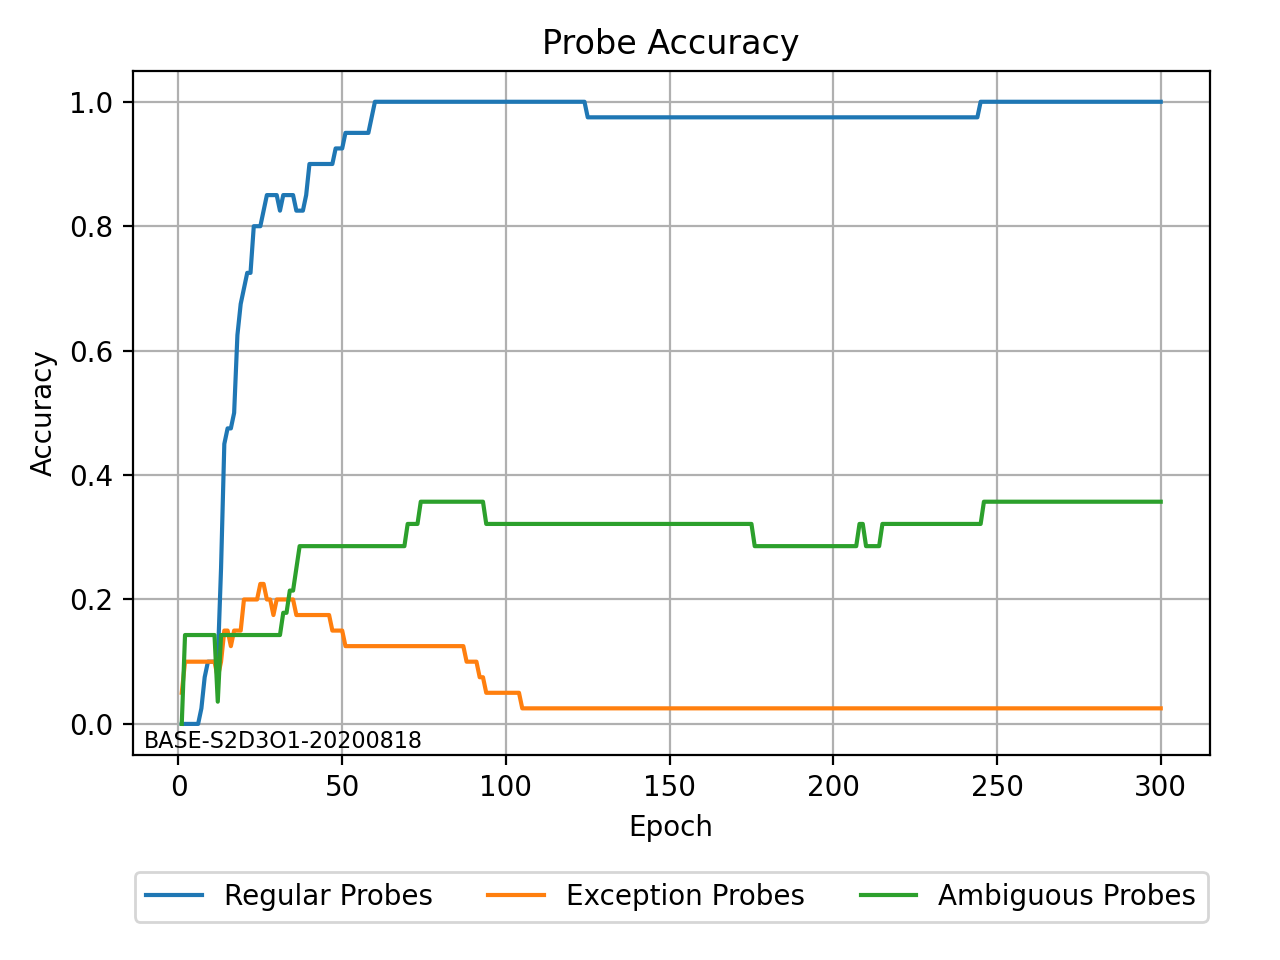 Probe Accuracy
Accuracy
1.0
0.8
0.6
0.4
0.2
0.0
BASE-S2D3O1-20200818
0 50 100 150 200 250 300
Epoch
Regular Probes Exception Probes Ambiguous Probes